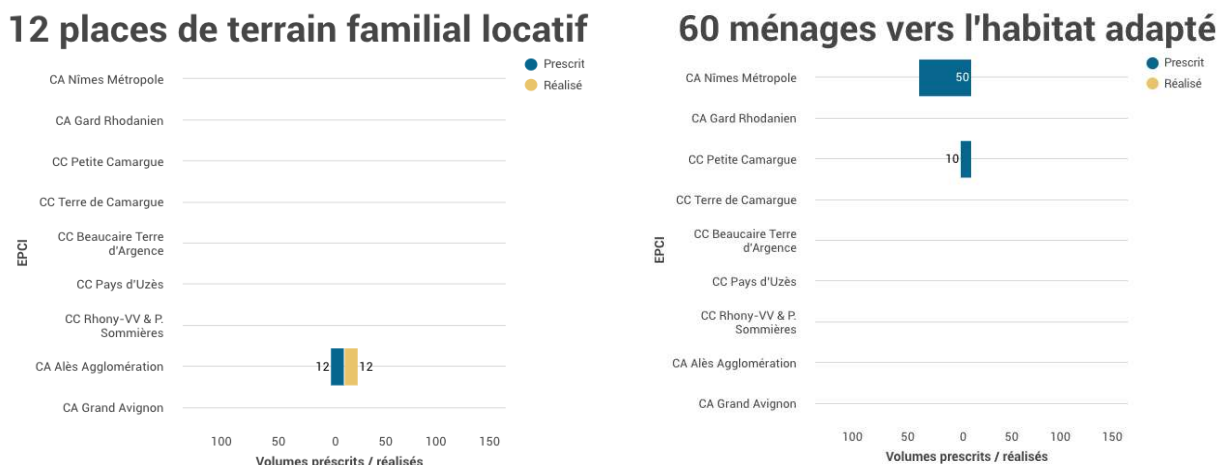 12 places de terrain familial locatif
Prescrit
Réalisé
CA Nîmes Métropole
CA Gard Rhodanien
CC Petite Camargue
CC Terre de Camargue
CC Beaucaire Terre
d'Argence
CC Pays d'Uzès
CC Rhony-VV & P.
Sommières
CA Alès Agglomération
CA Grand Avignon
EPCI
12
12
100 50 0 50 100 150
Volumes préscrits / réalisés
60 ménages vers l'habitat adapté
Prescrit
Réalisé
CA Nîmes Métropole
CA Gard Rhodanien
CC Petite Camargue
CC Terre de Camargue
CC Beaucaire Terre
d'Argence
CC Pays d'Uzès
CC Rhony-VV & P.
Sommières
CA Alès Agglomération
CA Grand Avignon
EPCI
50
10
100 50 0 50 100 150
Volumes prescrits / réalisés